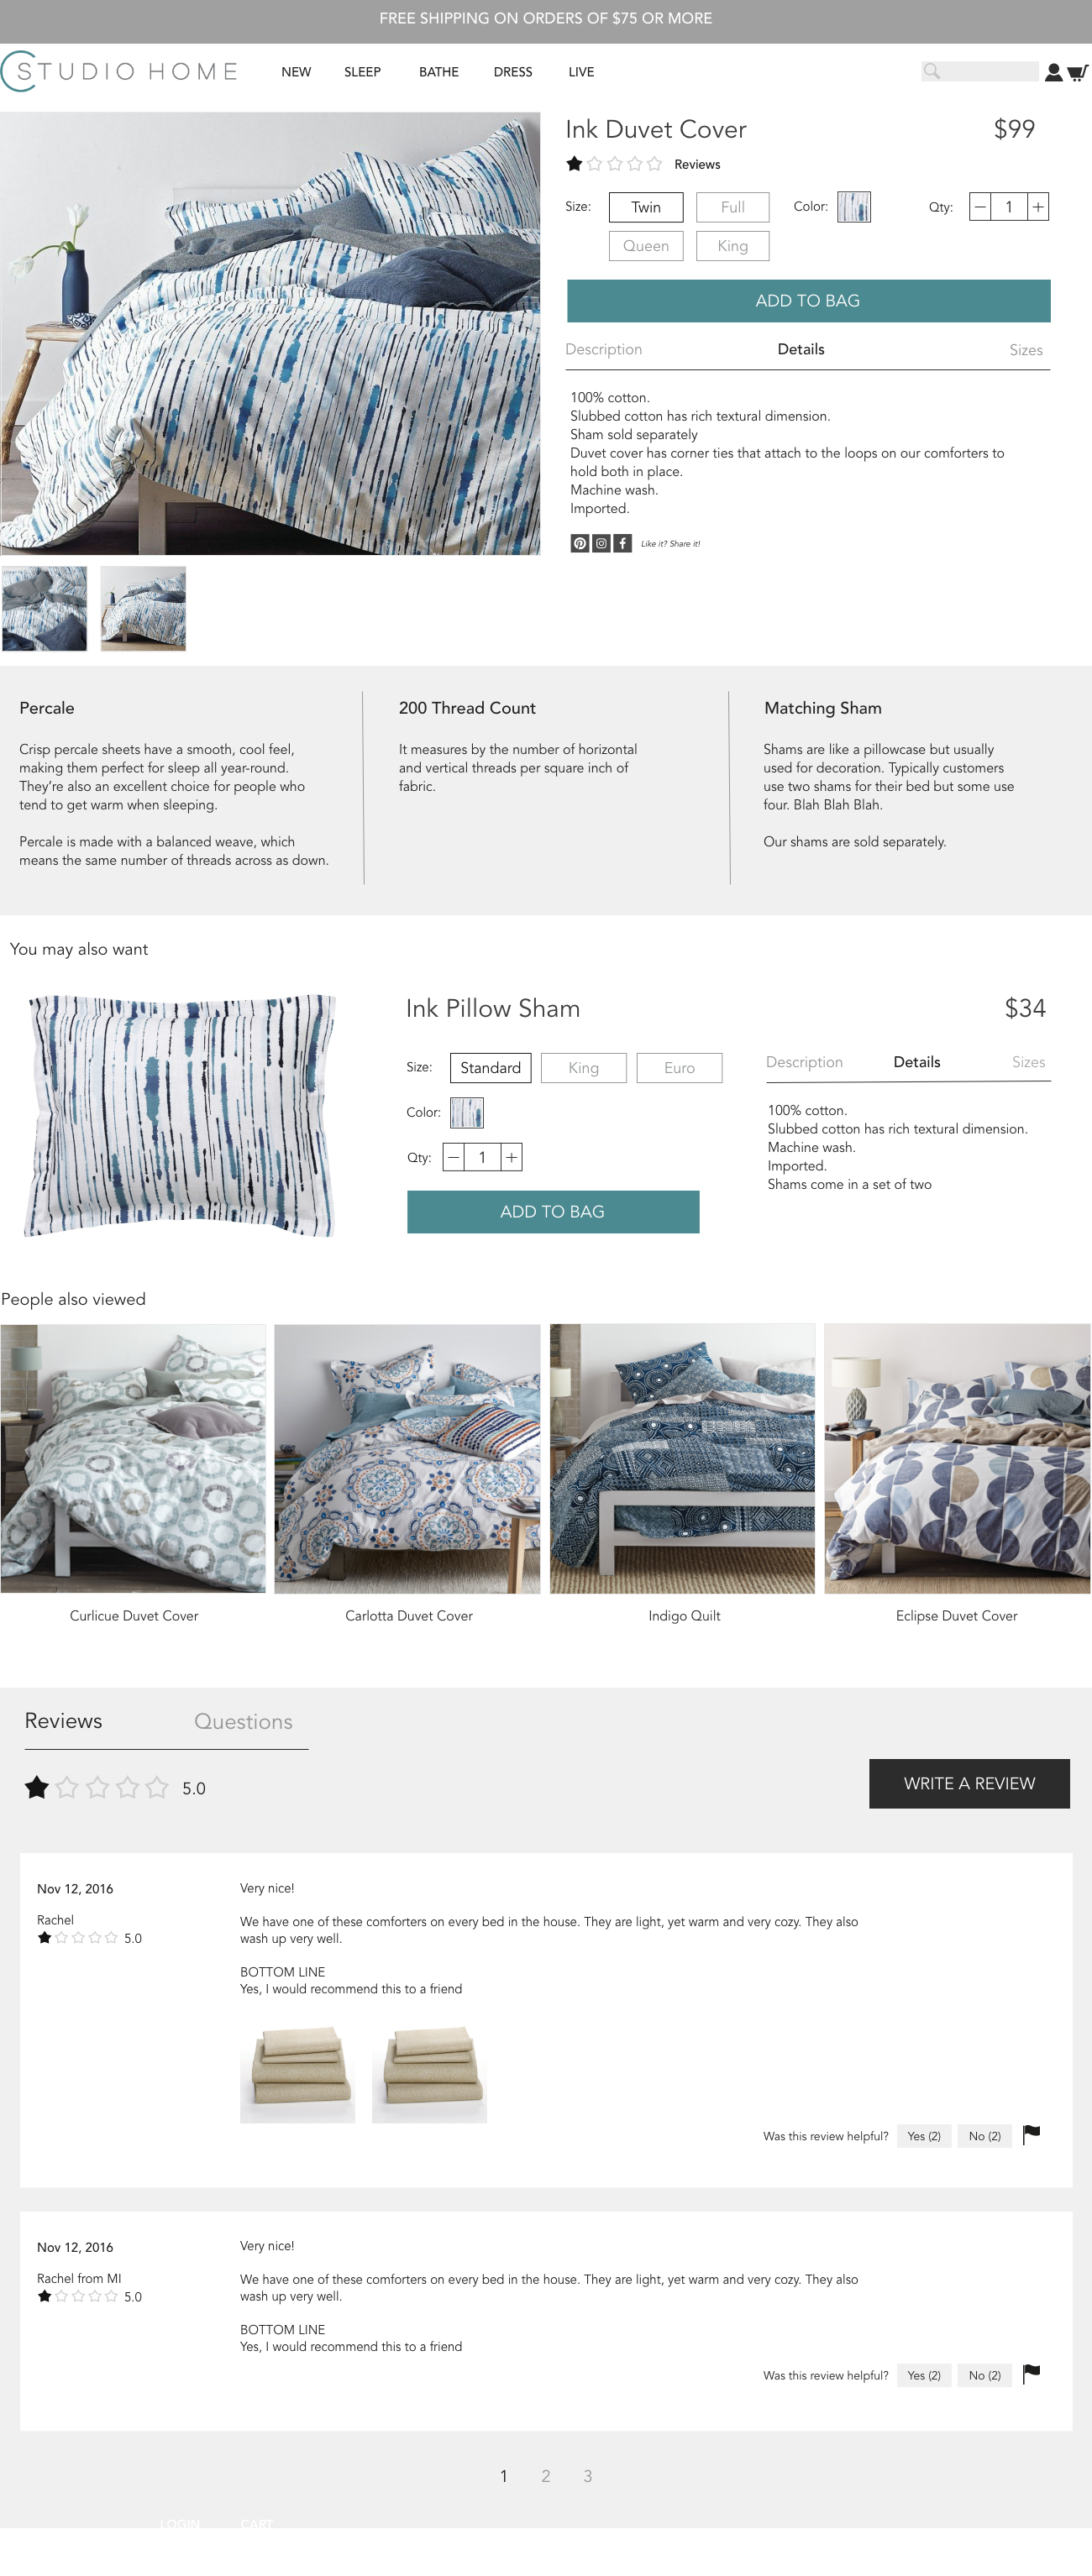 FREE SHIPPING ON ORDERS OF $75 OR MORE
STUDIO HOME
NEW SLEEP BATHE DRESS LIVE
Ink Duvet Cover $99
Reviews
Size: Twin Full Color: Qty: 1
Queen King
ADD TO BAG
Description Details Sizes
100% cotton.
Slubbed cotton has rich textural dimension.
Sham sold separately
Duvet cover has corner ties that attach to the loops on our comforters to
hold both in place.
Machine wash.
Imported.
Like it? Share it!
Percale
Crisp percale sheets have a smooth, cool feel,
making them perfect for sleep all year-round.
They’re also an excellent choice for people who
tend to get warm when sleeping.
Percale is made with a balanced weave, which
means the same number of threads across as down.
200 Thread Count
It measures by the number of horizontal
and vertical threads per square inch of
fabric.
Matching Sham
Shams are like a pillowcase but usually
used for decoration. Typically customers
use two shams for their bed but some use
four. Blah Blah Blah.
Our shams are sold separately.
You may also want
Ink Pillow Sham $34
Size: Standard King Euro
Color:
Qty: 1
ADD TO BAG
Description Details Sizes
100% cotton.
Slubbed cotton has rich textural dimension.
Machine wash.
Imported.
Shams come in a set of two
People also viewed
Curlicue Duvet Cover
Carlotta Duvet Cover
Indigo Quilt
Eclipse Duvet Cover
Reviews Questions
5.0
WRITE A REVIEW
Nov 12, 2016
Rachel
5.0
Very nice!
We have one of these comforters on every bed in the house. They are light, yet warm and very cozy. They also
wash up very well.
BOTTOM LINE
Yes, I would recommend this to a friend
Was this review helpful? Yes (2) No (2)
Nov 12, 2016
Rachel from MI
5.0
Very nice!
We have one of these comforters on every bed in the house. They are light, yet warm and very cozy. They also
wash up very well.
BOTTOM LINE
Yes, I would recommend this to a friend
Was this review helpful? Yes (2) No (2)
1 2 3
LOGIN CART